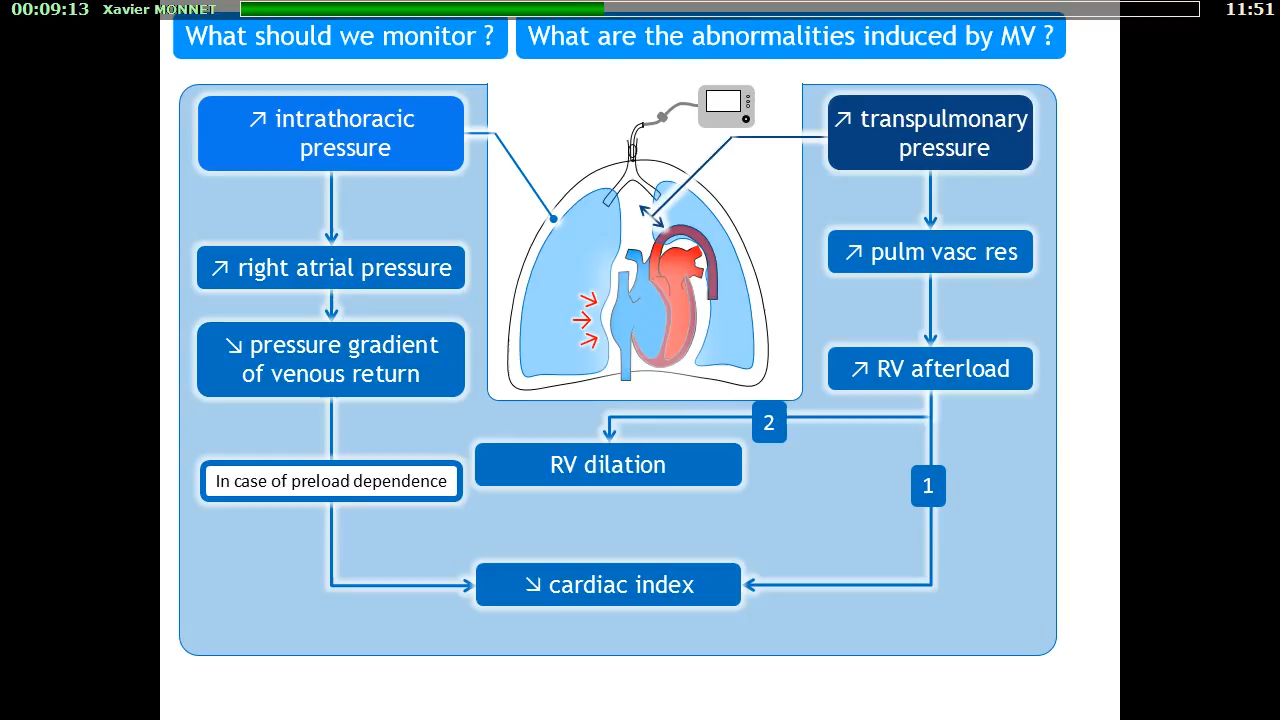 00:09:13 Xavier MONNET 11:51
What should we monitor ? What are the abnormalities induced by MV ?
↗ intrathoracic
pressure
↗ transpulmonary
pressure
↗ right atrial pressure
↗ pulm vasc res
↘ pressure gradient
of venous return
↗ RV afterload
2
RV dilation
In case of preload dependence
1
↘ cardiac index